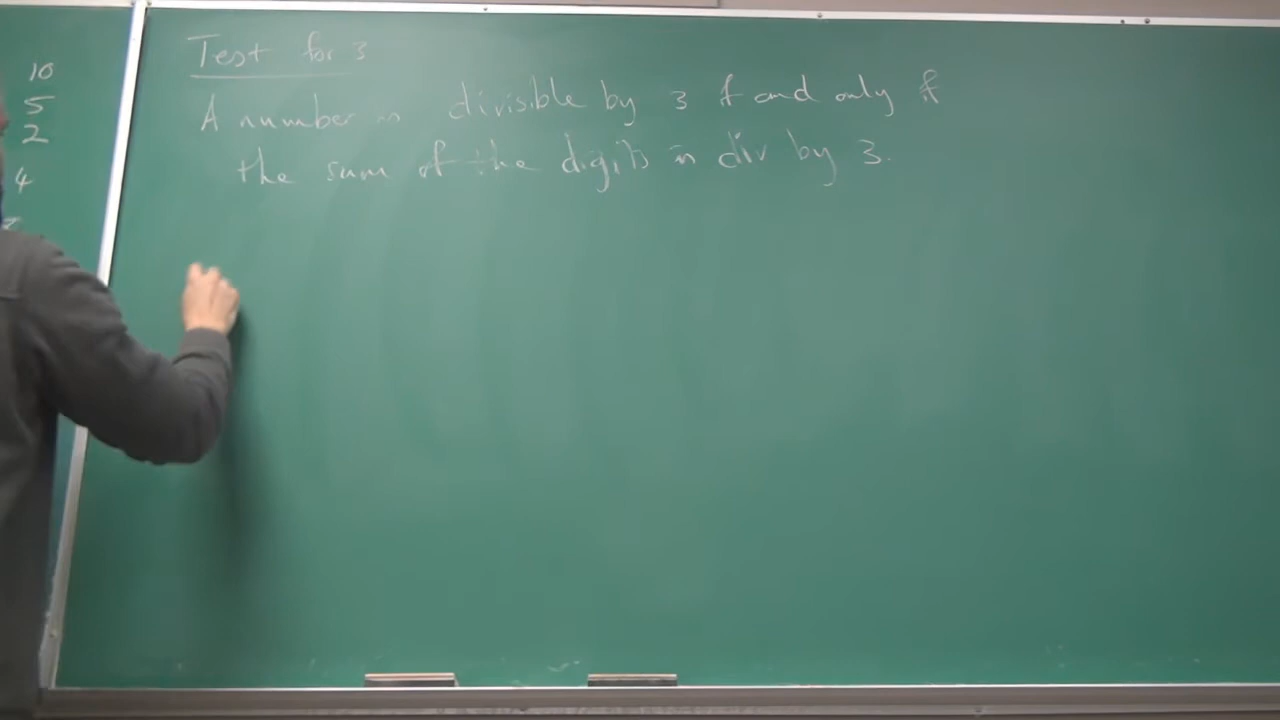 10
5
2
4
Test for 3
A number is divisible by 3 if and only if
the sum of the digits is div by 3.